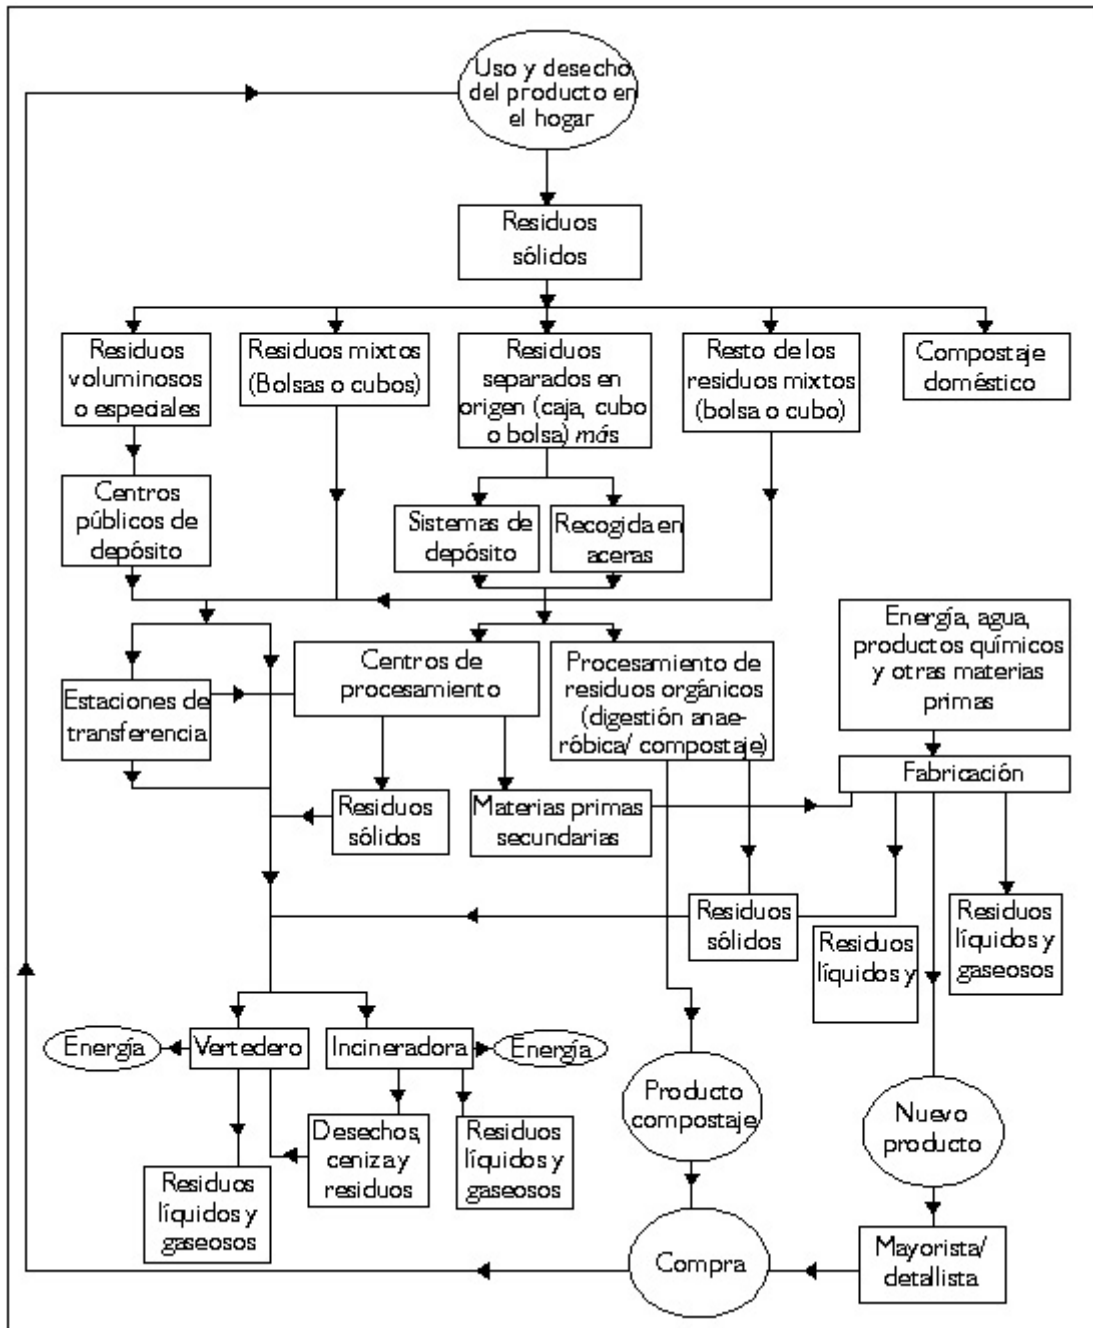 Uso y desecho
del producto en
el hogar
Residuos
sólidos
Residuos
voluminosos
o especiales
Residuos mixtos
(Bolsas o cubos)
Residuos
separados en
origen (caja, cubo
o bolsa) más
Resto de los
residuos mixtos
(bolsa o cubo)
Compostaje
doméstico
Centros
públicos de
depósito
Sistemas de
depósito
Recogida en
aceras
Energía, agua,
productos químicos
y otras materias
primas
Estaciones de
transferencia
Centros de
procesamiento
Procesamiento de
residuos orgánicos
(digestión anae-
róbica/ compostaje)
Fabricación
Residuos
sólidos
Materias primas
secundarias
Residuos
sólidos
Residuos
líquidos y
Residuos
líquidos y
gaseosos
Energía
Vertedero
Incineradora
Energía
Producto
compostaje
Nuevo
producto
Residuos
líquidos y
gaseosos
Desechos,
ceniza y
residuos
Residuos
líquidos y
gaseosos
Compra
Mayorista/
detallista